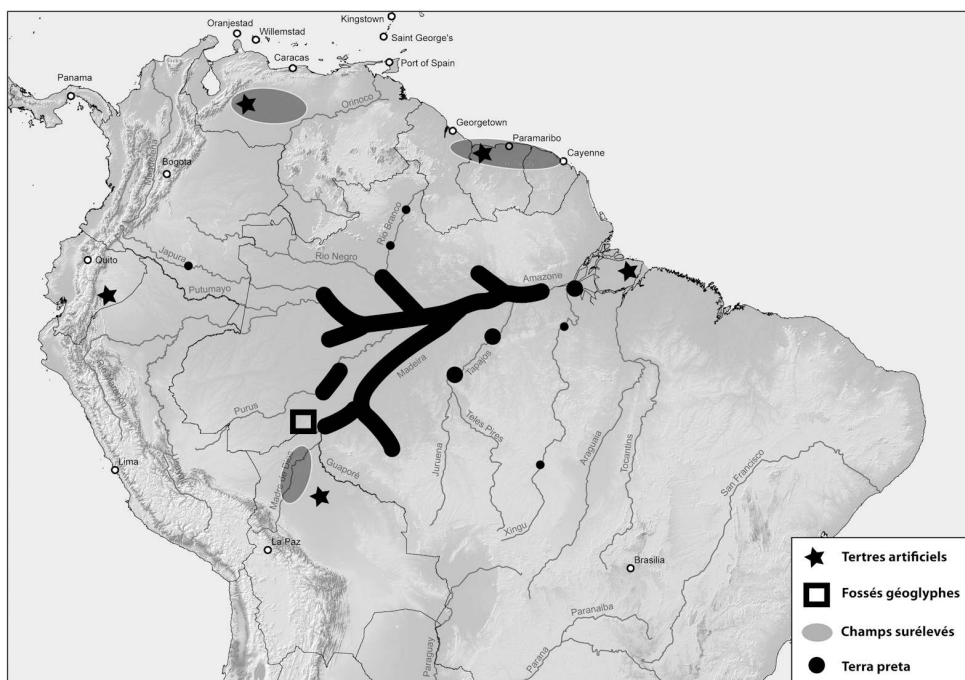 Kingstown
Oranjestad
Willemstad
Saint George's
Caracas
Port of Spain
Panama
Orinoco
Georgetown
Paramaribo
Cayenne
Magdalena
Bogota
Rio Branco
Quito
Japura
Rio Negro
Amazone
Putumayo
Madeira
Tapajos
Purus
Teles Pires
Araguaia
Tocantins
Juruena
San Francisco
Lima
Guaporé
Xingu
La Paz
Brasilia
Paranaiba
Parana
Paraguay
Tertres artificiels
Fossés géoglyphes
Champs surélevés
Terra preta